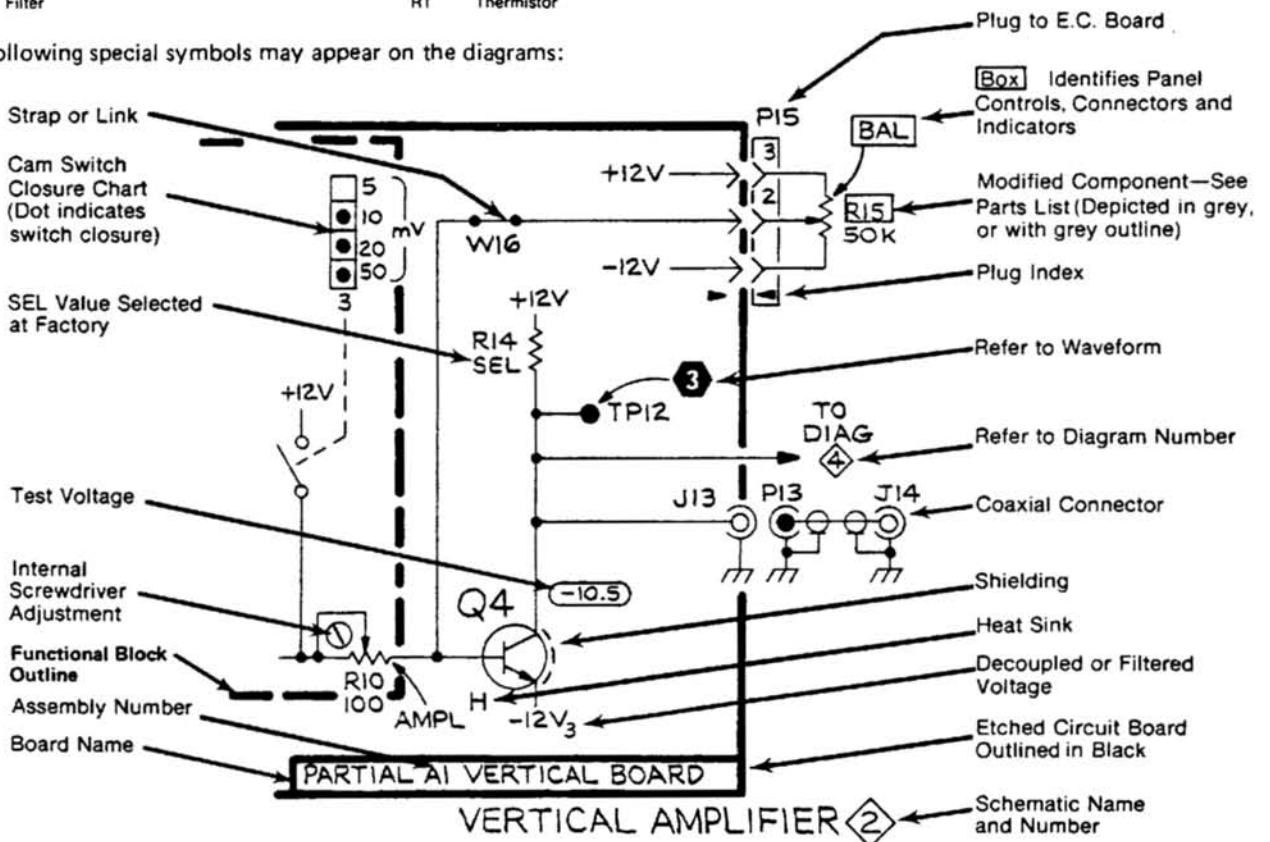 Filter RT Thermistor
ollowing special symbols may appear on the diagrams:
Plug to E.C. Board
Box Identifies Panel
Controls, Connectors and
Indicators
Modified Component—See
Parts List (Depicted in grey,
or with grey outline)
Plug Index
Refer to Waveform
Refer to Diagram Number
Coaxial Connector
Shielding
Heat Sink
Decoupled or Filtered
Voltage
Etched Circuit Board
Outlined in Black
Schematic Name
and Number
Strap or Link
Cam Switch
Closure Chart
(Dot indicates
switch closure)
SEL Value Selected
at Factory
Test Voltage
Internal
Screwdriver
Adjustment
Functional Block
Outline
Assembly Number
Board Name
P15
BAL
3
2
+12V
W16
-12V
R15
50K
5
10
20
50
mV
3
+12V
R14
SEL
3
TP12
+12V
TO
DIAG
4
J13
P13
J14
-10.5
Q4
R10
100
AMPL
H
-12V3
PARTIAL A1 VERTICAL BOARD
VERTICAL AMPLIFIER 2